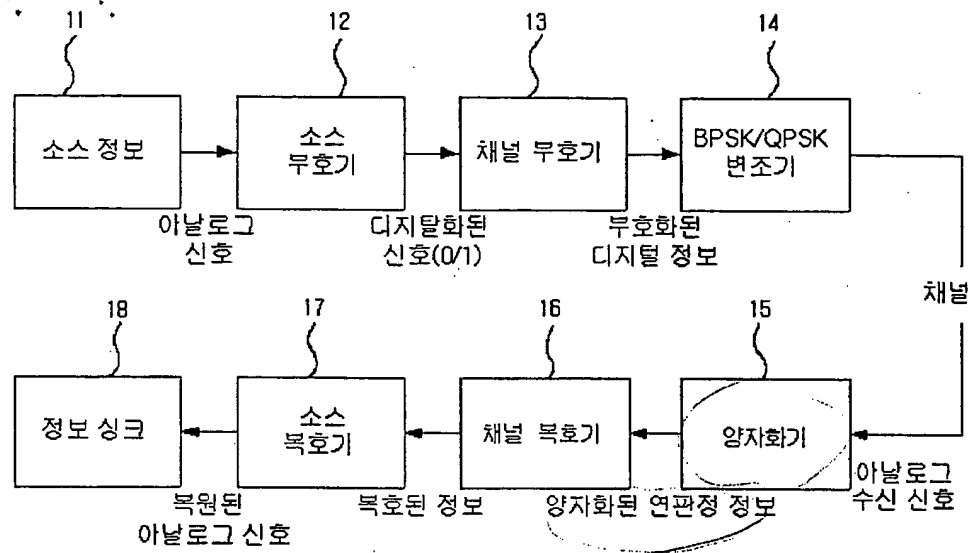 11
12
13
14
소스 정보
소스
부호기
채널 부호기
BPSK/QPSK
변조기
아날로그
신호
디지탈화된
신호(0/1)
부호화된
디지털 정보
채널
18
17
16
15
정보 싱크
소스
복호기
채널 복호기
양자화기
복원된
아날로그 신호
복호된 정보
양자화된 연판정 정보
아날로그
수신 신호